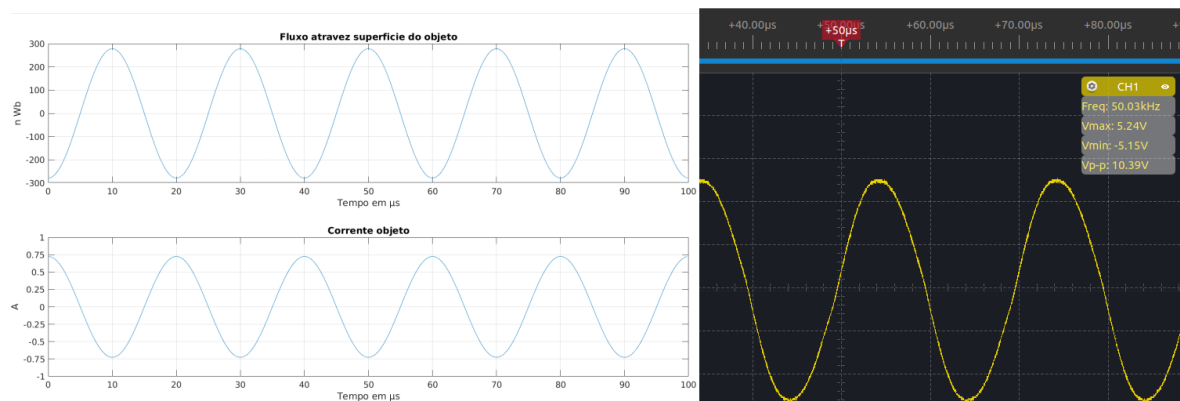 Fluxo atravez superficie do objeto
300
200
100
0
-100
-200
-300
n Wb
0 10 20 30 40 50 60 70 80 90 100
Tempo em µs
Corrente objeto
1
0.75
0.5
0.25
0
-0.25
-0.5
-0.75
-1
A
0 10 20 30 40 50 60 70 80 90 100
Tempo em µs
+40.00µs +60.00µs +70.00µs +80.00µs
+50µs
T
CH1
Freq: 50.03kHz
Vmax: 5.24V
Vmin: -5.15V
Vp-p: 10.39V